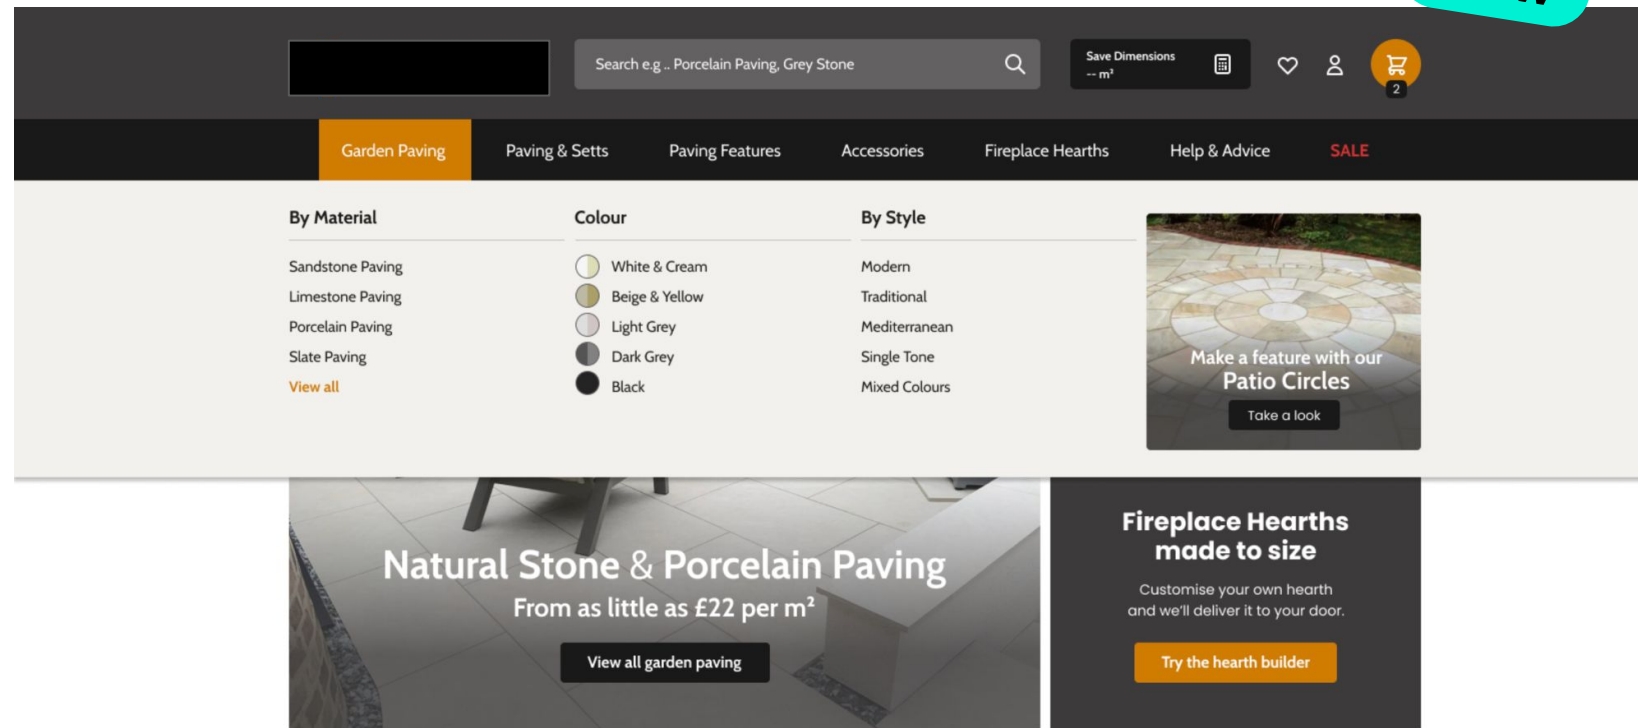 Search e.g .. Porcelain Paving, Grey Stone
Save Dimensions
-- m²
2
Garden Paving
Paving & Setts
Paving Features
Accessories
Fireplace Hearths
Help & Advice
SALE
By Material
Sandstone Paving
Limestone Paving
Porcelain Paving
Slate Paving
View all
Colour
White & Cream
Beige & Yellow
Light Grey
Dark Grey
Black
By Style
Modern
Traditional
Mediterranean
Single Tone
Mixed Colours
Make a feature with our
Patio Circles
Take a look
Natural Stone & Porcelain Paving
From as little as £22 per m²
View all garden paving
Fireplace Hearths
made to size
Customise your own hearth
and we'll deliver it to your door.
Try the hearth builder